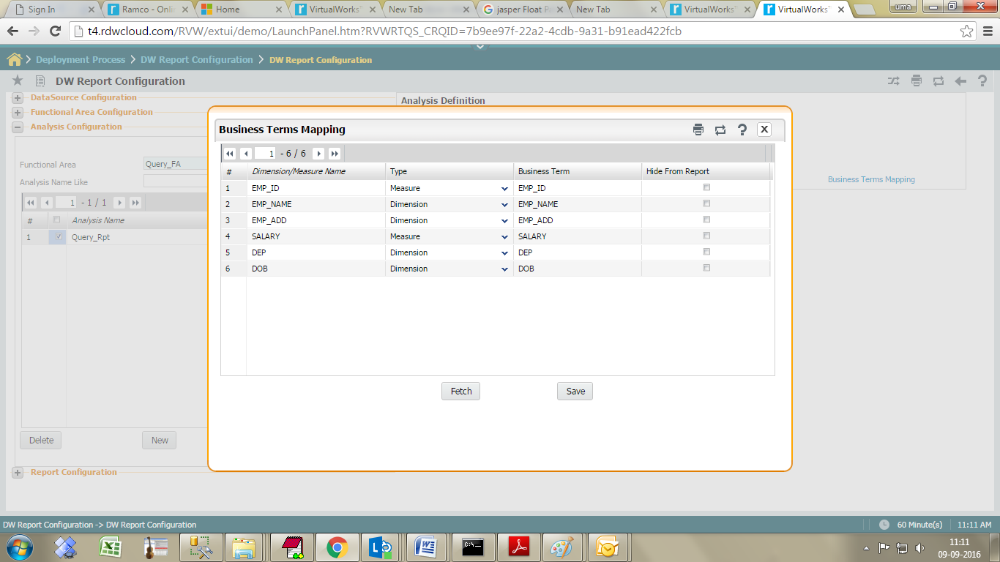 Sign In
Ramco - Onli
Home
VirtualWorks
New Tab
jasper Float P
New Tab
VirtualWorks
VirtualWorks
uma
t4.rdwcloud.com/RVW/extui/demo/LaunchPanel.htm?RVWRTQS_CRQID=7b9ee97f-22a2-4cdb-9a31-b91ead422fcb
Deployment Process > DW Report Configuration > DW Report Configuration
DW Report Configuration
DataSource Configuration
Analysis Definition
Functional Area Configuration
Analysis Configuration
Functional Area Query_FA
Analysis Name Like
1 - 1 / 1
# Analysis Name
1 Query_Rpt
Delete New
Report Configuration
Business Terms Mapping
Business Terms Mapping
1 - 6 / 6
# Dimension/Measure Name Type Business Term Hide From Report
1 EMP_ID Measure EMP_ID
2 EMP_NAME Dimension EMP_NAME
3 EMP_ADD Dimension EMP_ADD
4 SALARY Measure SALARY
5 DEP Dimension DEP
6 DOB Dimension DOB
Fetch Save
DW Report Configuration -> DW Report Configuration
60 Minute(s) 11:11 AM
11:11
09-09-2016